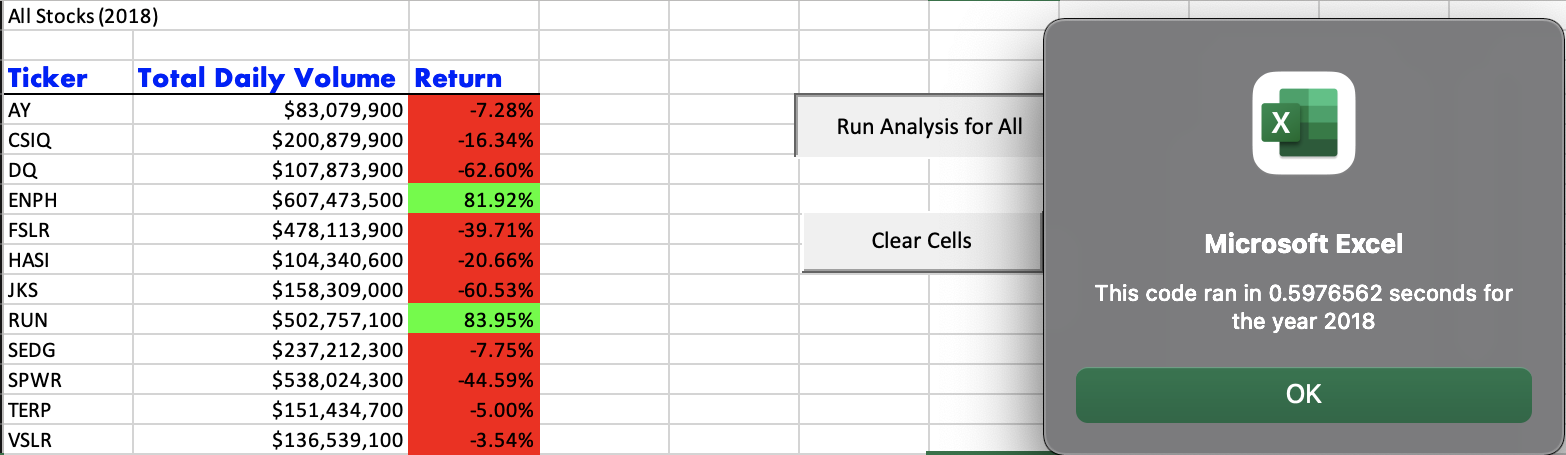 All Stocks (2018)
Ticker Total Daily Volume Return
AY $83,079,900 -7.28%
CSIQ $200,879,900 -16.34%
DQ $107,873,900 -62.60%
ENPH $607,473,500 81.92%
FSLR $478,113,900 -39.71%
HASI $104,340,600 -20.66%
JKS $158,309,000 -60.53%
RUN $502,757,100 83.95%
SEDG $237,212,300 -7.75%
SPWR $538,024,300 -44.59%
TERP $151,434,700 -5.00%
VSLR $136,539,100 -3.54%
Run Analysis for All
Clear Cells
X
Microsoft Excel
This code ran in 0.5976562 seconds for
the year 2018
OK